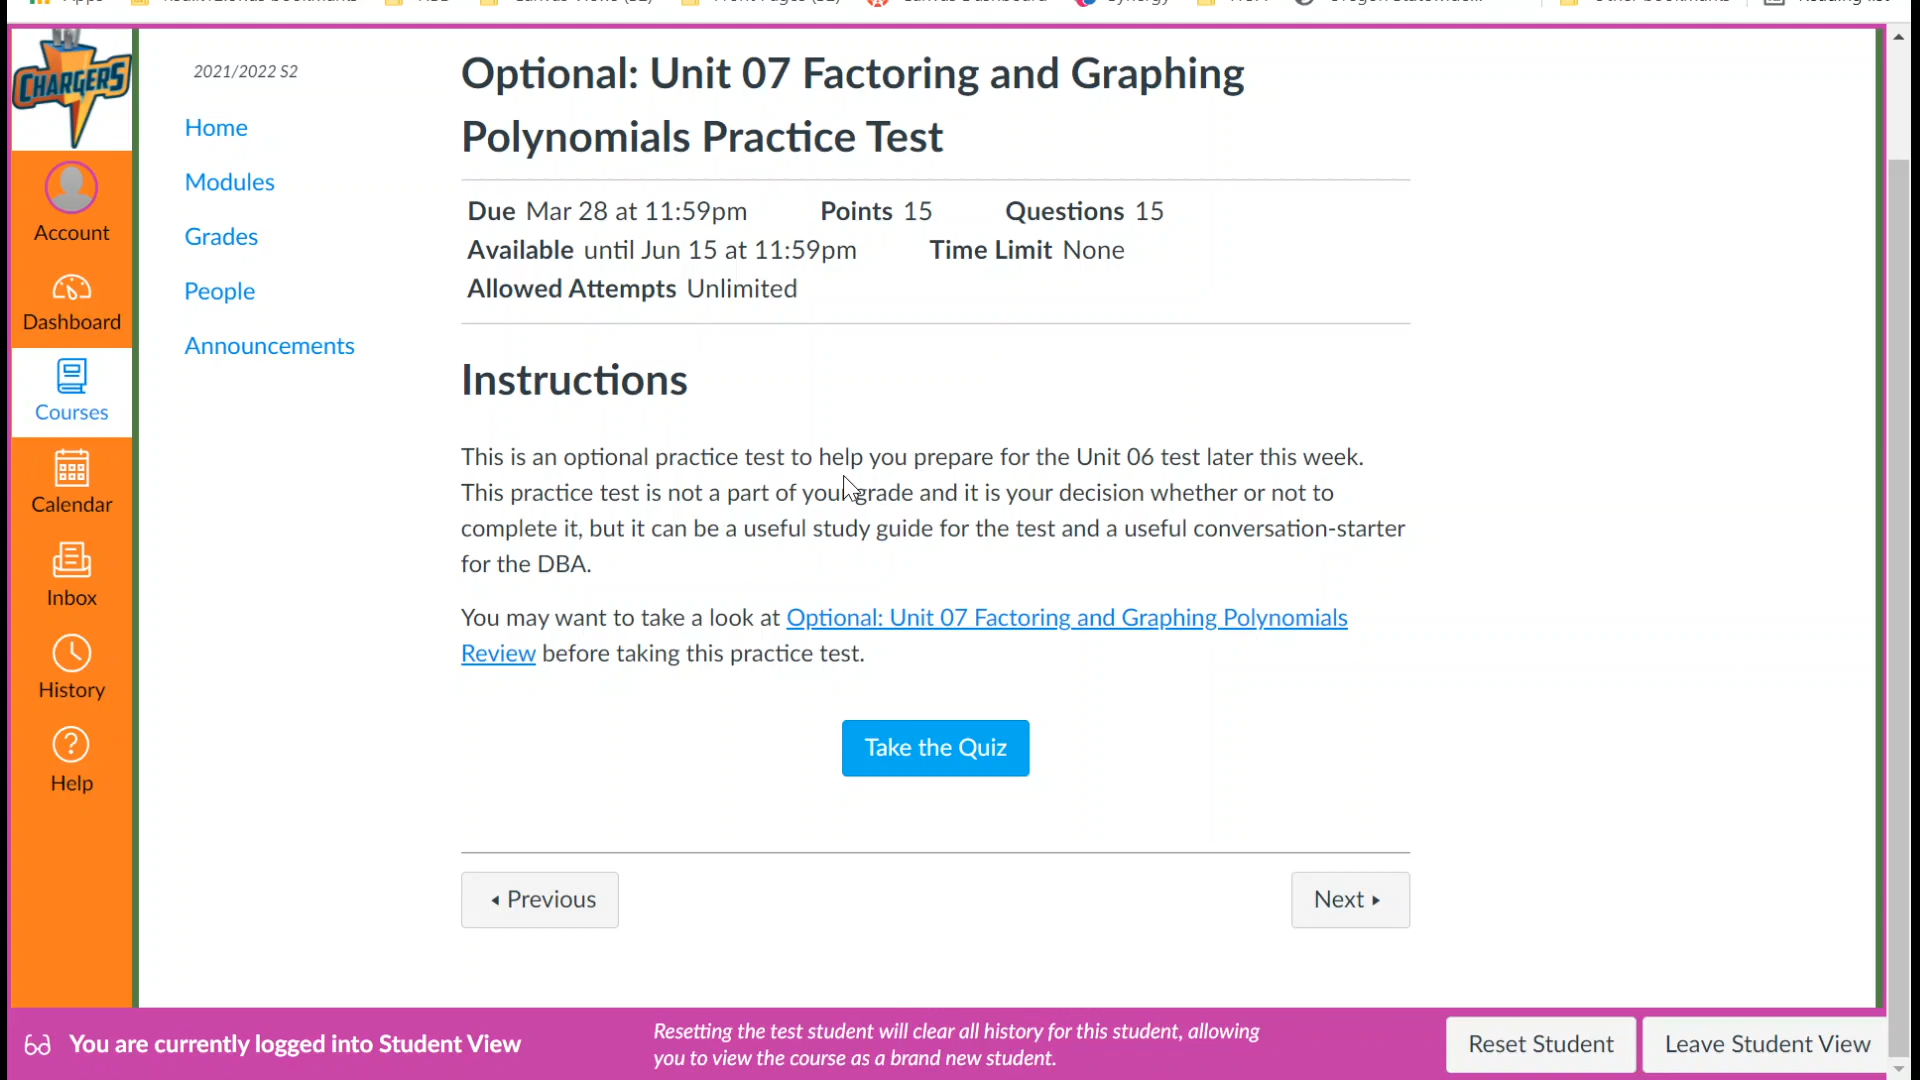 CHARGERS
Account
Dashboard
Courses
Calendar
Inbox
History
Help
2021/2022 S2
Home
Modules
Grades
People
Announcements
Optional: Unit 07 Factoring and Graphing
Polynomials Practice Test
Due Mar 28 at 11:59pm Points 15 Questions 15
Available until Jun 15 at 11:59pm Time Limit None
Allowed Attempts Unlimited
Instructions
This is an optional practice test to help you prepare for the Unit 06 test later this week.
This practice test is not a part of your grade and it is your decision whether or not to
complete it, but it can be a useful study guide for the test and a useful conversation-starter
for the DBA.
You may want to take a look at Optional: Unit 07 Factoring and Graphing Polynomials
Review before taking this practice test.
Take the Quiz
Previous
Next
You are currently logged into Student View
Resetting the test student will clear all history for this student, allowing
you to view the course as a brand new student.
Reset Student
Leave Student View